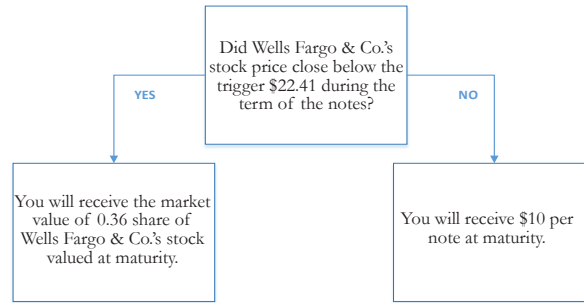 Did Wells Fargo & Co.'s
stock price close below the
trigger $22.41 during the
term of the notes?
YES
NO
You will receive the market
value of 0.36 share of
Wells Fargo & Co.'s stock
valued at maturity.
You will receive $10 per
note at maturity.